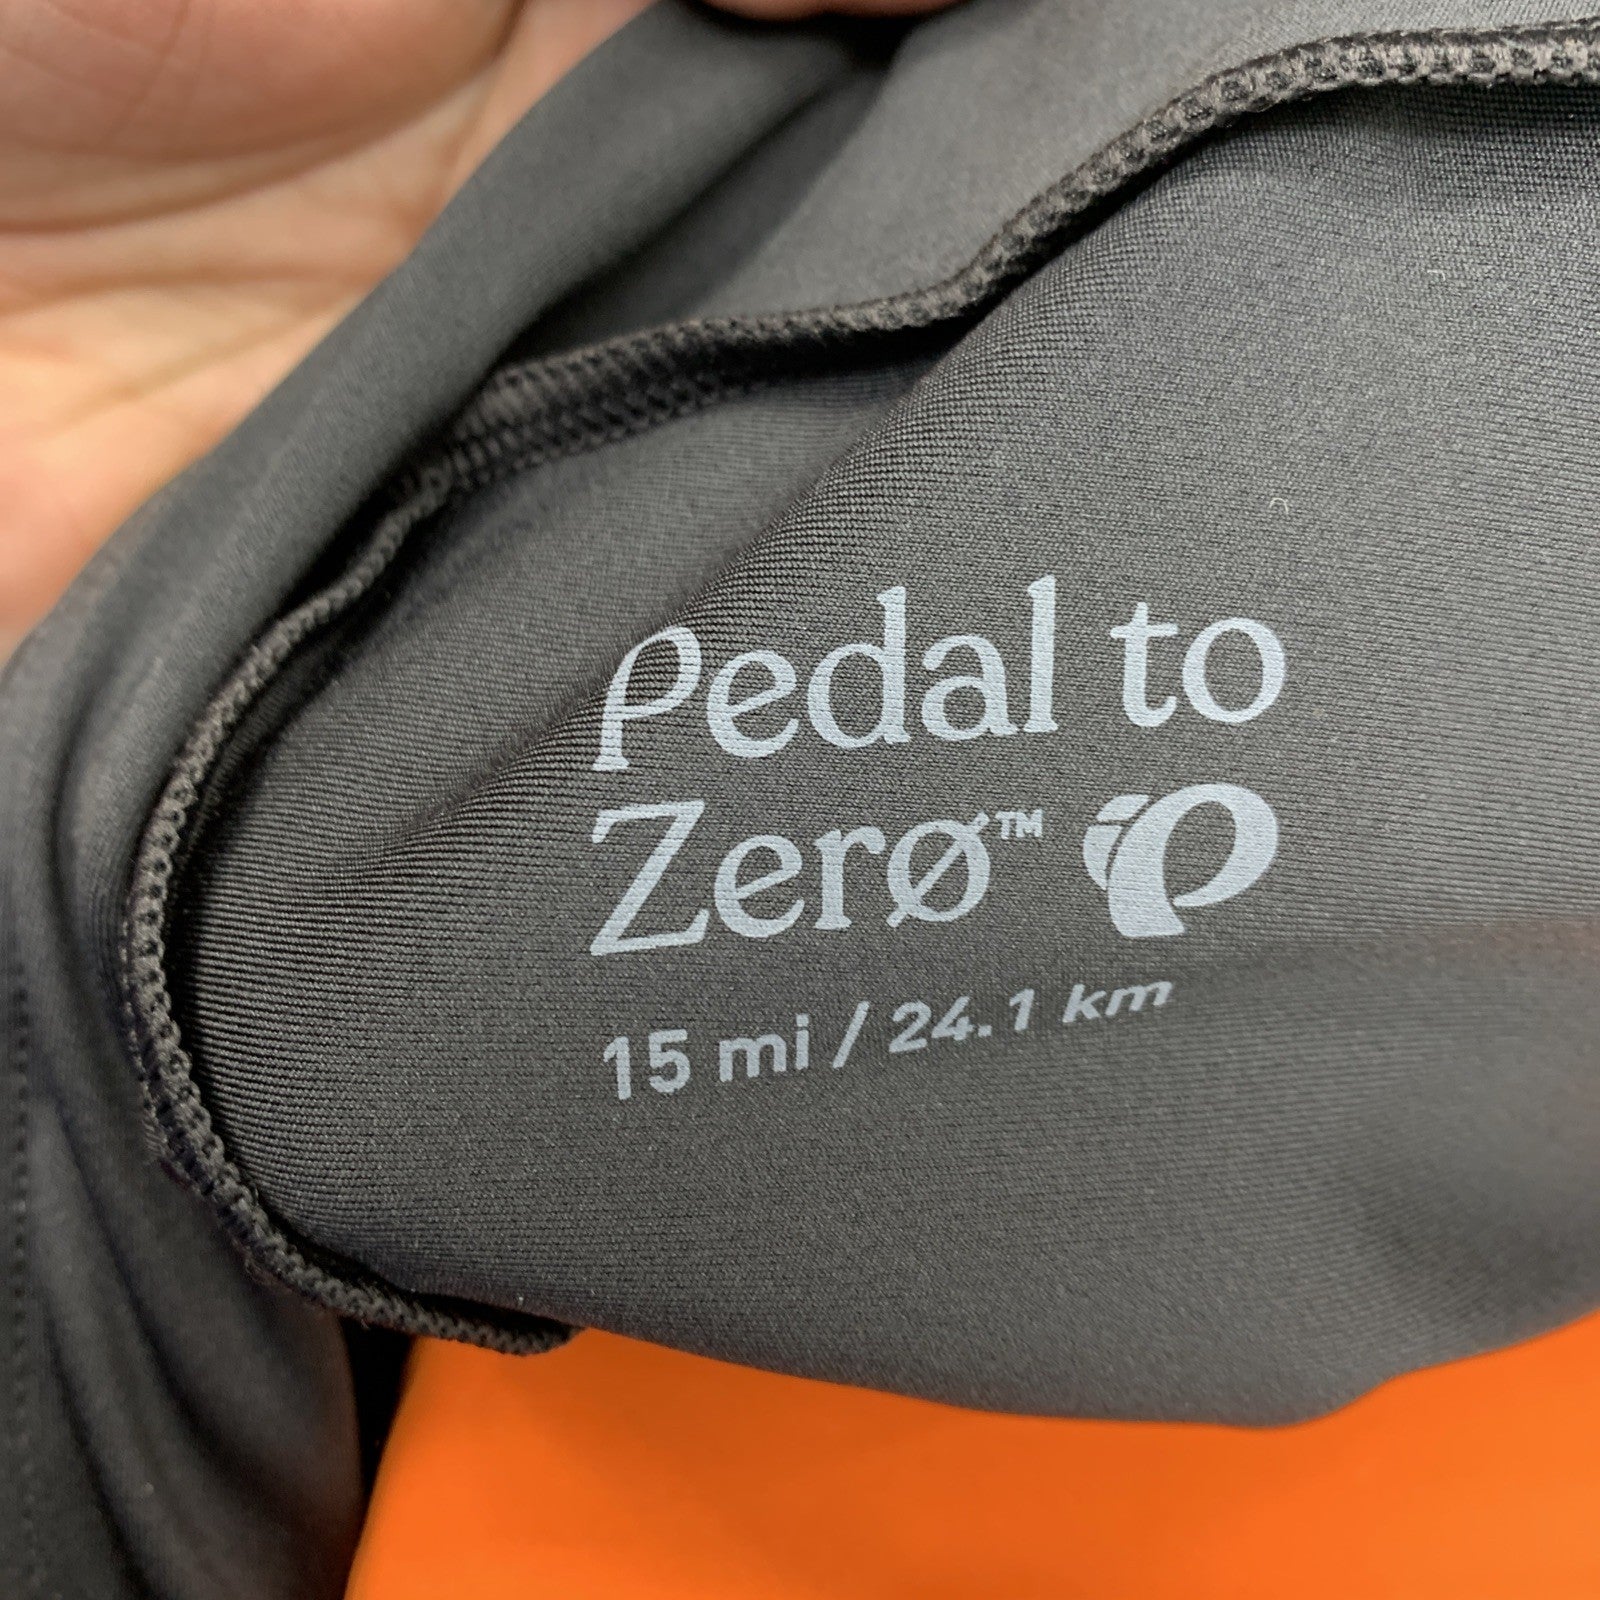 Pedal to
Zerø™
15 mi / 24.1 km